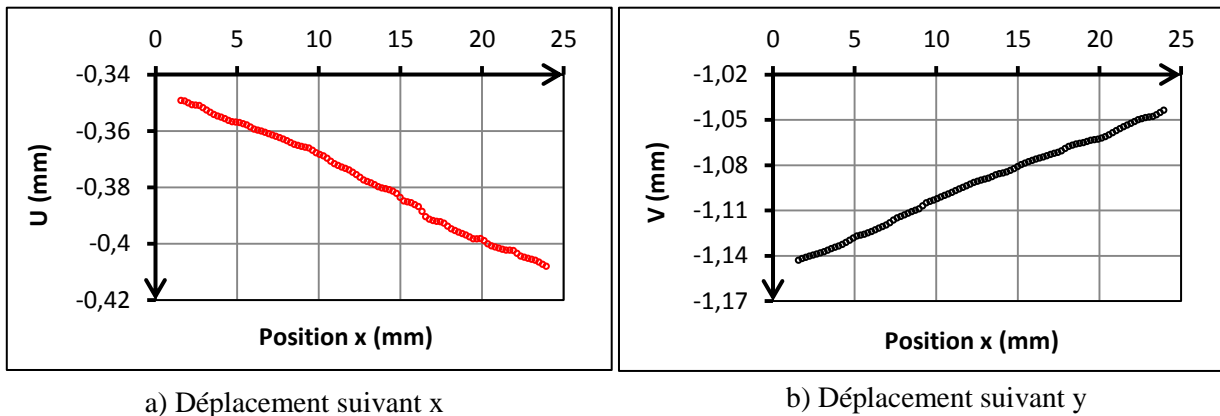 0 5 10 15 20 25
-0,34
-0,36
-0,38
-0,4
-0,42
U (mm)
Position x (mm)
a) Déplacement suivant x
0 5 10 15 20 25
-1,02
-1,05
-1,08
-1,11
-1,14
-1,17
V (mm)
Position x (mm)
b) Déplacement suivant y